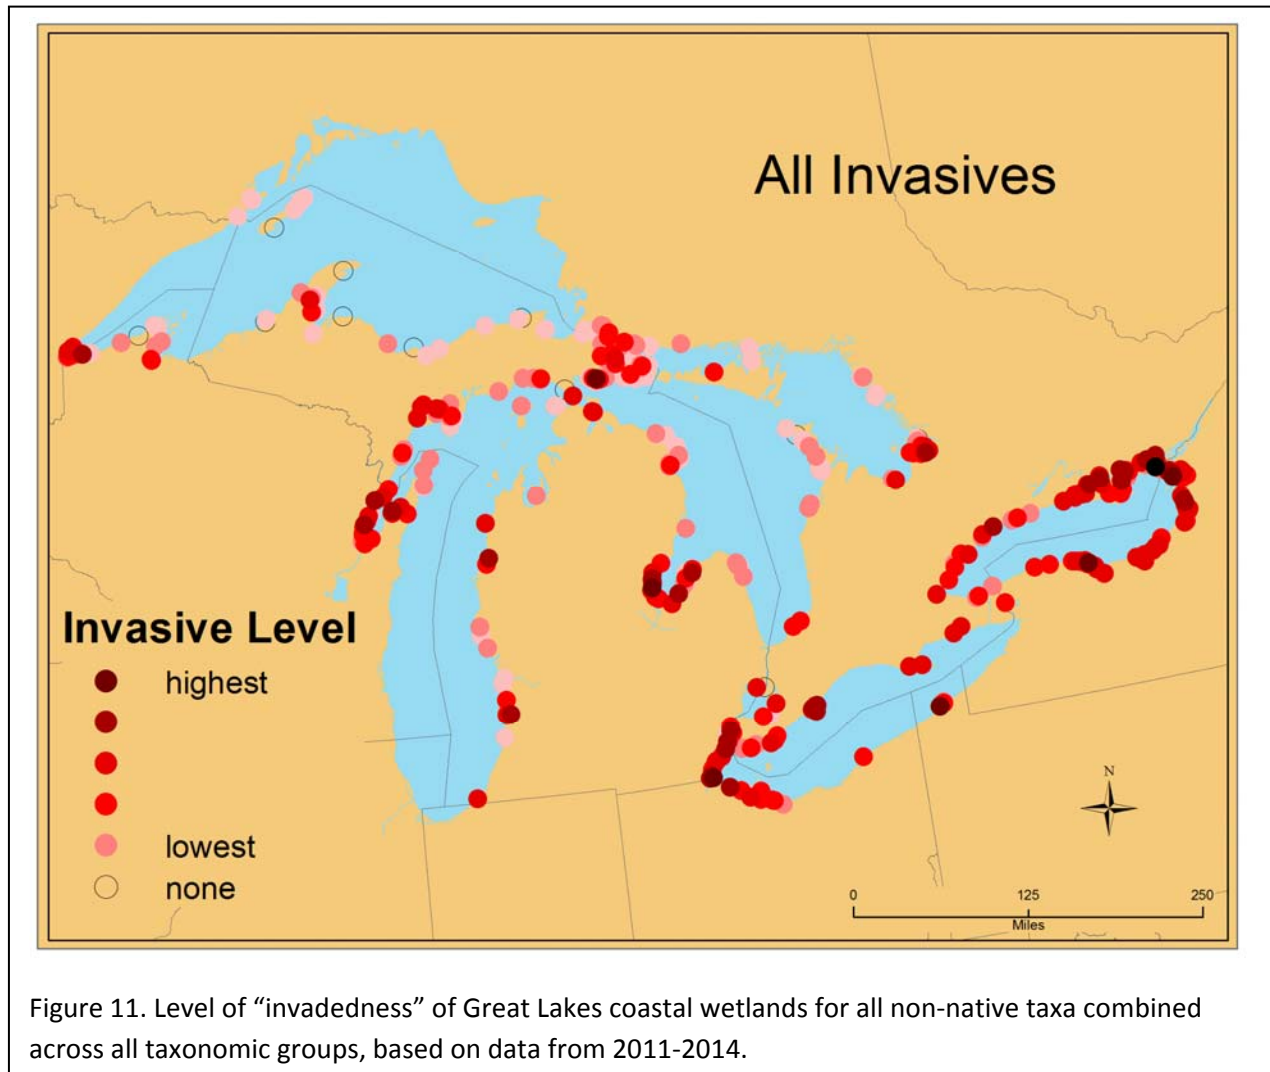 All Invasives
Invasive Level
highest
lowest
none
N
0 125 250
Miles
Figure 11. Level of “invadedness” of Great Lakes coastal wetlands for all non-native taxa combined
across all taxonomic groups, based on data from 2011-2014.